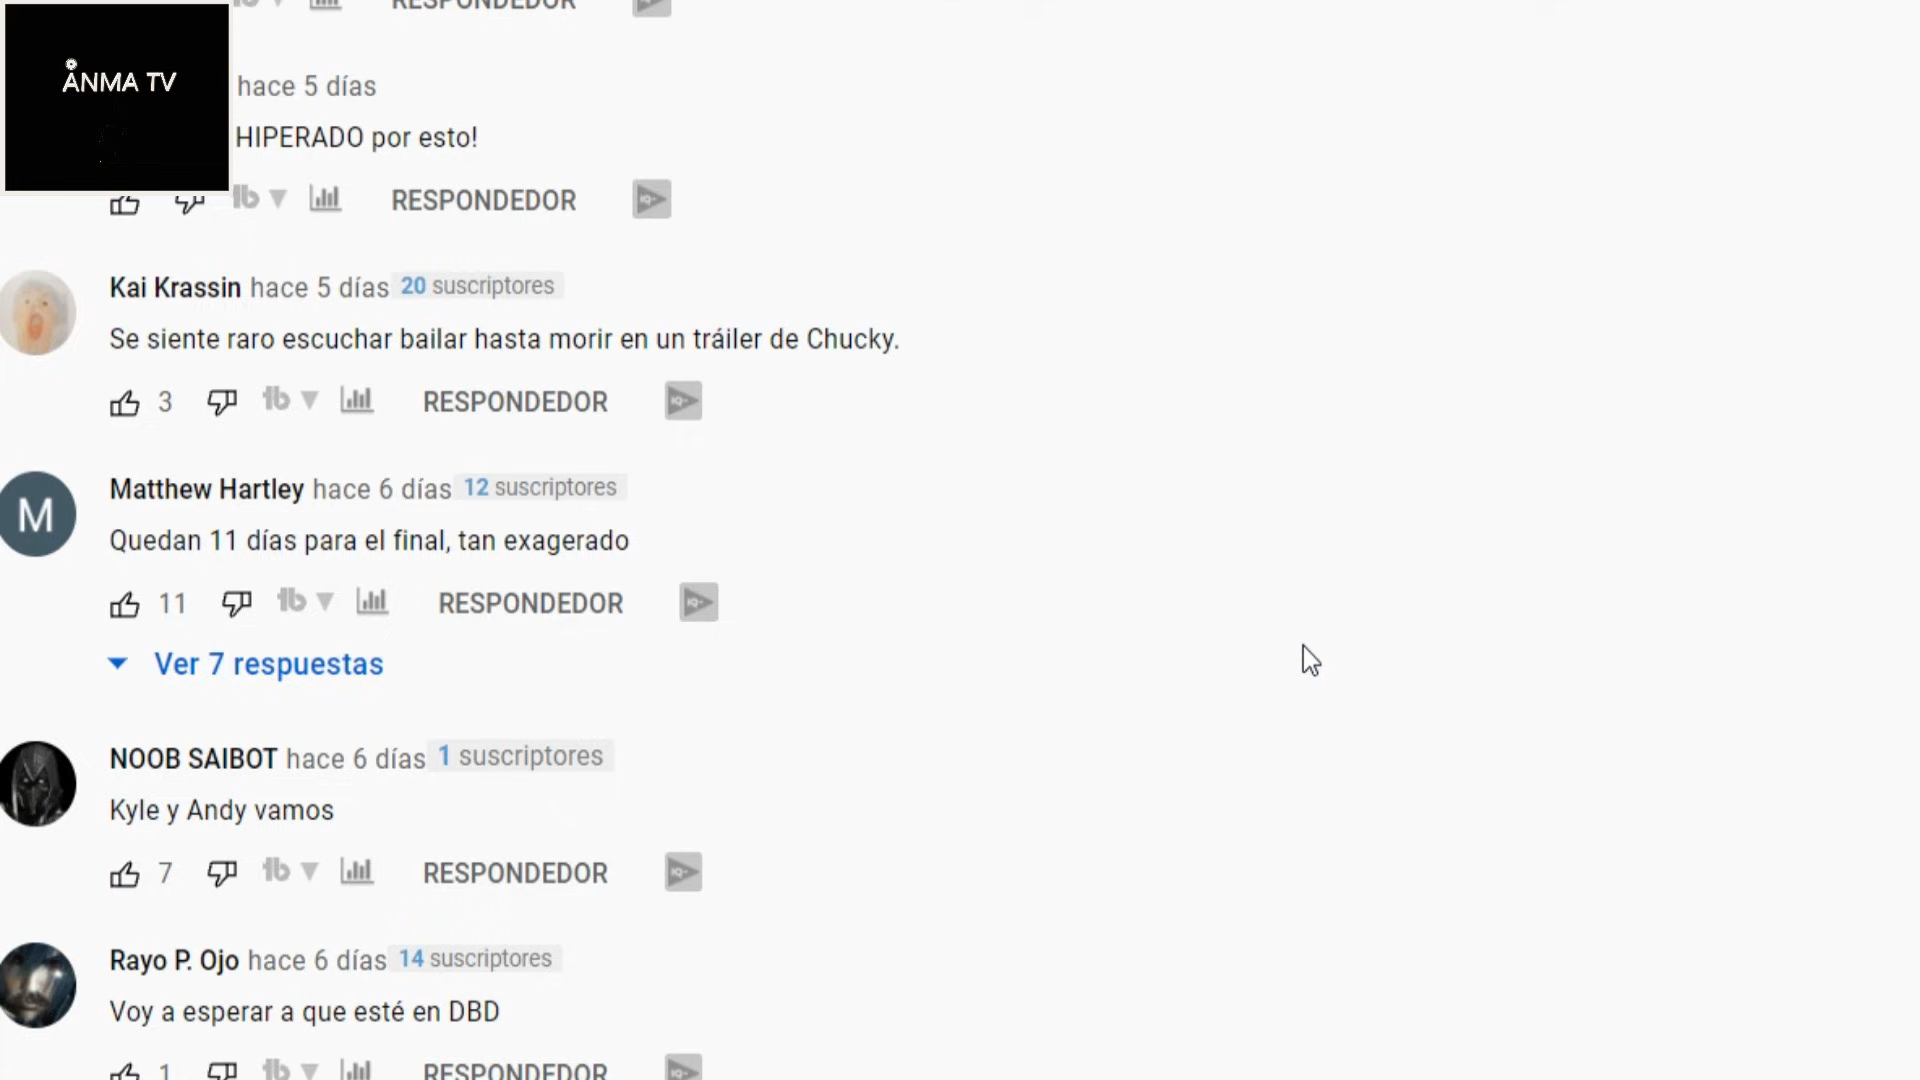 RESPONDEDOR
ÅNMA TV
hace 5 días
HIPERADO por esto!
RESPONDEDOR
Kai Krassin hace 5 días 20 suscriptores
Se siente raro escuchar bailar hasta morir en un tráiler de Chucky.
3 RESPONDEDOR
M
Matthew Hartley hace 6 días 12 suscriptores
Quedan 11 días para el final, tan exagerado
11 RESPONDEDOR
Ver 7 respuestas
NOOB SAIBOT hace 6 días 1 suscriptores
Kyle y Andy vamos
7 RESPONDEDOR
Rayo P. Ojo hace 6 días 14 suscriptores
Voy a esperar a que esté en DBD
1 RESPONDEDOR